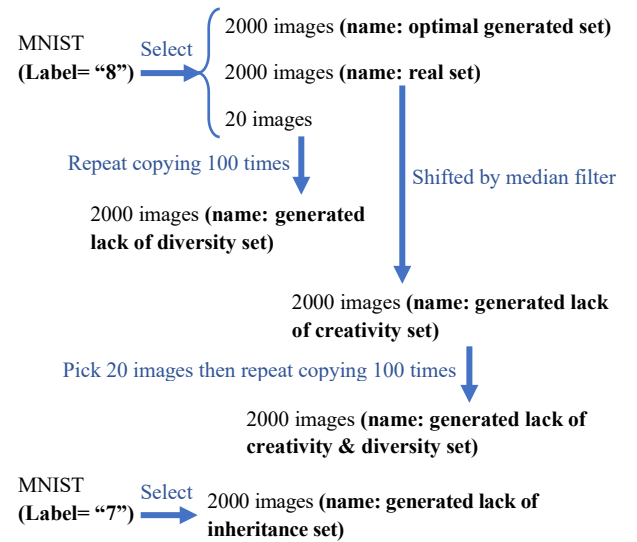 2000 images (name: optimal generated set)
MNIST
(Label= “8”)
Select
2000 images (name: real set)
20 images
Repeat copying 100 times
Shifted by median filter
2000 images (name: generated
lack of diversity set)
2000 images (name: generated lack
of creativity set)
Pick 20 images then repeat copying 100 times
2000 images (name: generated lack of
creativity & diversity set)
MNIST
(Label= “7”)
Select
2000 images (name: generated lack of
inheritance set)